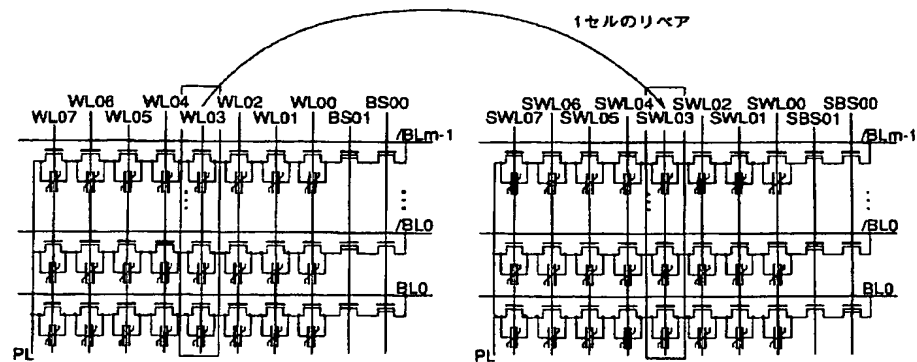 1セルのリペア
WL06 WL04 WL02 WL00 BS00
WL07 WL05 WL03 WL01 BS01
/BLm-1
/BL0
BL0
PL
SWL06 SWL04 SWL02 SWL00 SBS00
SWL07 SWL05 SWL03 SWL01 SBS01
/BLm-1
/BL0
BL0
PL